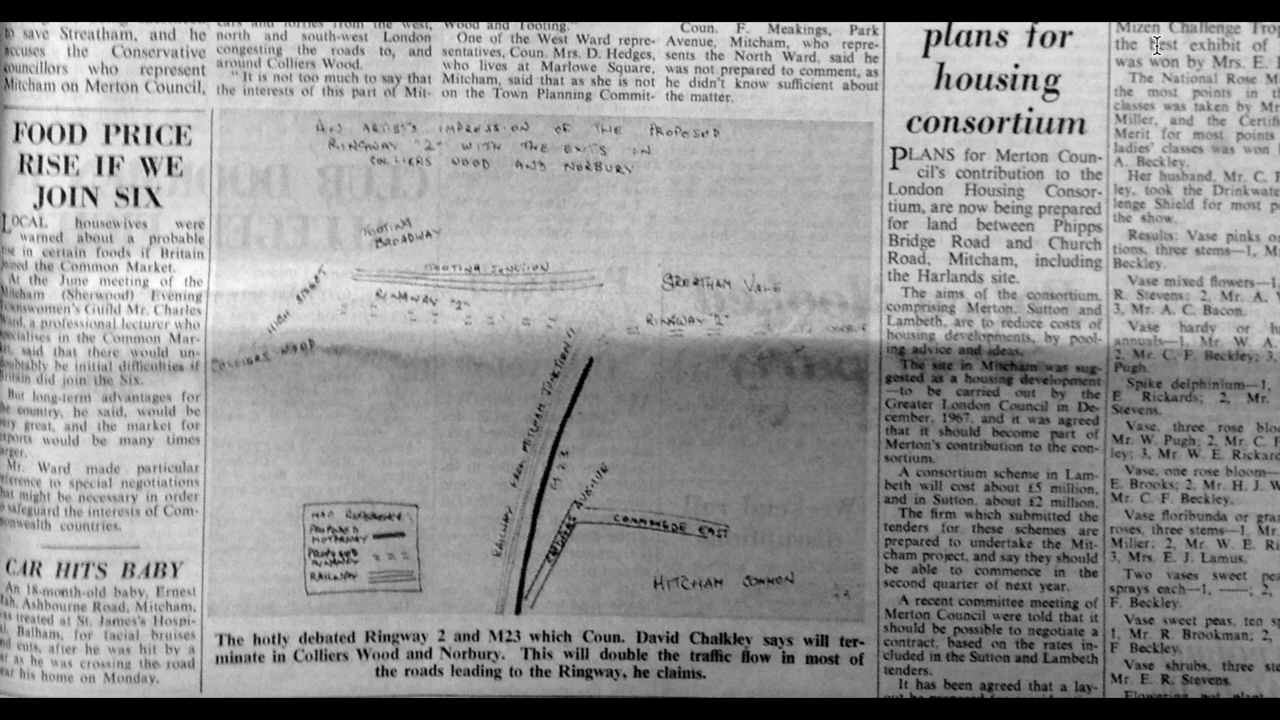 to save Streatham, and he
accuses the Conservative
councillors who represent
Mitcham on Merton Council,
FOOD PRICE
RISE IF WE
JOIN SIX
LOCAL housewives were
warned about a probable
in certain foods if Britain
the Common Market.
At the June meeting of the
(Sherwood) Evening
Guild Mr. Charles
a professional lecturer who
in the Common Mar-
said that there would un-
be initial difficulties if
did join the Six.
But long-term advantages for
country, he said, would be
great, and the market for
would be many times
Mr. Ward made particular
to special negotiations
might be necessary in order
safeguard the interests of Com-
countries.
CAR HITS BABY
An 18-month-old baby, Ernest
Ashbourne Road, Mitcham,
treated at St. James's Hospi-
Balham, for facial bruises
cuts, after he was hit by a
as he was crossing the road
his home on Monday.
and lorries from the west,
north and south-west London
congesting the roads to, and
around Colliers Wood.
"It is not too much to say that
the interests of this part of Mit-
Wood and Tooting."
One of the West Ward repre-
sentatives, Coun. Mrs. D. Hedges,
who lives at Marlowe Square,
Mitcham, said that as she is not
on the Town Planning Commit-
Coun. F. Meakings, Park
Avenue, Mitcham, who repre-
sents the North Ward, said he
was not prepared to comment, as
he didn't know sufficient about
the matter.
AN ARTIST'S IMPRESSION OF THE PROPOSED
RINGWAY "2" WITH THE EXITS IN
COLLIERS WOOD AND NORBURY
TOOTING
BROADWAY
TOOTING JUNCTION
STREATHAM VALE
RINGWAY "2"
RINGWAY "2"
HIGH STREET
COLLIERS WOOD
RAILWAY FROM MITCHAM JUNCTION
M 23
AVENUE
COMMONSIDE EAST
MITCHAM COMMON
MAP REFERENCE
PROPOSED
MOTORWAY
PROPOSED
RINGWAY
RAILWAY
The hotly debated Ringway 2 and M23 which Coun. David Chalkley says will ter-
minate in Colliers Wood and Norbury. This will double the traffic flow in most of
the roads leading to the Ringway, he claims.
plans for
housing
consortium
PLANS for Merton Coun-
cil's contribution to the
London Housing Consor-
tium, are now being prepared
for land between Phipps
Bridge Road and Church
Road, Mitcham, including
the Harlands site.
The aims of the consortium,
comprising Merton, Sutton and
Lambeth, are to reduce costs of
housing developments, by pool-
ing advice and ideas.
The site in Mitcham was sug-
gested as a housing development
—to be carried out by the
Greater London Council in De-
cember, 1967, and it was agreed
that it should become part of
Merton's contribution to the con-
sortium.
A consortium scheme in Lam-
beth will cost about £5 million,
and in Sutton, about £2 million.
The firm which submitted the
tenders for these schemes are
prepared to undertake the Mit-
cham project, and say they should
be able to commence in the
second quarter of next year.
A recent committee meeting of
Merton Council were told that it
should be possible to negotiate a
contract, based on the rates in-
cluded in the Sutton and Lambeth
tenders.
It has been agreed that a lay-
Mizen Challenge
the best exhibit of
was won by Mrs. E.
The National Rose
the most points in
classes was taken by
Miller, and the
Merit for most points
ladies' classes was won
A. Beckley.
Her husband, Mr. C.
ley, took the
lenge Shield for most
the show.
Results: Vase pinks
tions, three stems—1,
Beckley.
Vase mixed flowers—1,
R. Stevens; 2, Mr. A.
3, Mr. A. C. Bacon.
Vase hardy or
annuals—1, Mr. W. A.
2, Mr. C. F. Beckley; 3,
Pugh.
Spike delphinium—1,
E Rickards; 2, Mr.
Stevens.
Vase, three rose
Mr. W. Pugh; 2, Mr. C.
ley; 3, Mr. W. E.
Vase, one rose bloom—
E. Brooks; 2, Mr. H. J.
Mr. C. F. Beckley.
Vase floribunda or
roses, three stems—1,
Miller; 2, Mr. W. E.
3, Mrs. E. J. Lamus.
Two vases sweet
sprays each—1, ——; 2,
F. Beckley.
Vase sweet peas, ten
1, Mr. R. Brookman; 2,
F Beckley.
Vase shrubs, three
Mr. E. R. Stevens.